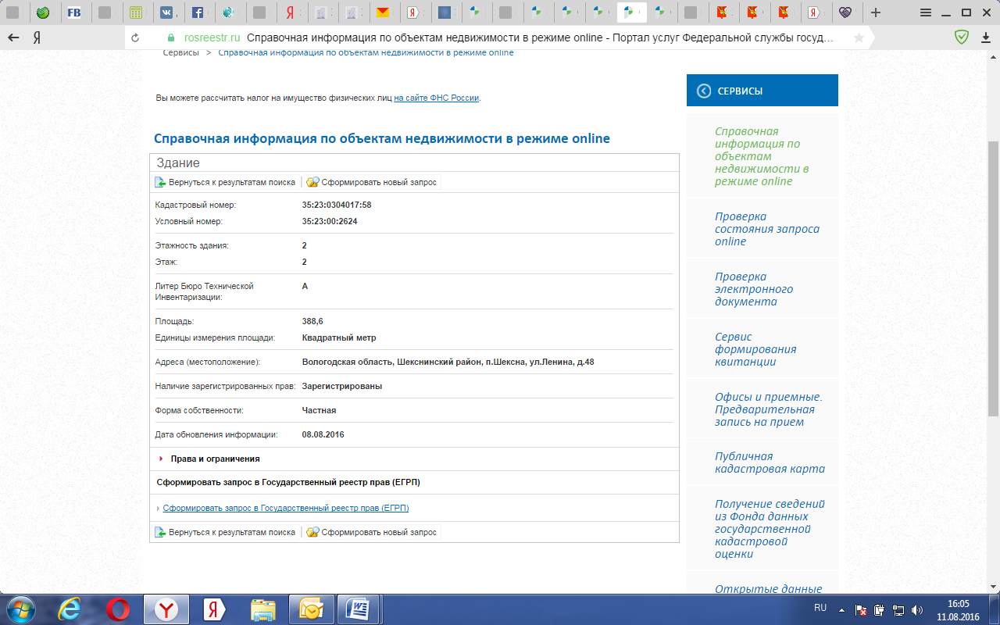 rosreestr.ru Справочная информация по объектам недвижимости в режиме online - Портал услуг Федеральной службы госуд...
Сервисы > Справочная информация по объектам недвижимости в режиме online
Вы можете рассчитать налог на имущество физических лиц на сайте ФНС России.
Справочная информация по объектам недвижимости в режиме online
Здание
Вернуться к результатам поиска | Сформировать новый запрос
Кадастровый номер: 35:23:0304017:58
Условный номер: 35:23:00:2624
Этажность здания: 2
Этаж: 2
Литер Бюро Технической Инвентаризации: А
Площадь: 388,6
Единицы измерения площади: Квадратный метр
Адреса (местоположение): Вологодская область, Шекснинский район, п.Шексна, ул.Ленина, д.48
Наличие зарегистрированных прав: Зарегистрированы
Форма собственности: Частная
Дата обновления информации: 08.08.2016
Права и ограничения
Сформировать запрос в Государственный реестр прав (ЕГРП)
› Сформировать запрос в Государственный реестр прав (ЕГРП)
Вернуться к результатам поиска | Сформировать новый запрос
СЕРВИСЫ
Справочная
информация по
объектам
недвижимости в
режиме online
Проверка
состояния запроса
online
Проверка
электронного
документа
Сервис
формирования
квитанции
Офисы и приемные.
Предварительная
запись на прием
Публичная
кадастровая карта
Получение сведений
из Фонда данных
государственной
кадастровой
оценки
Открытые данные
RU
16:05
11.08.2016